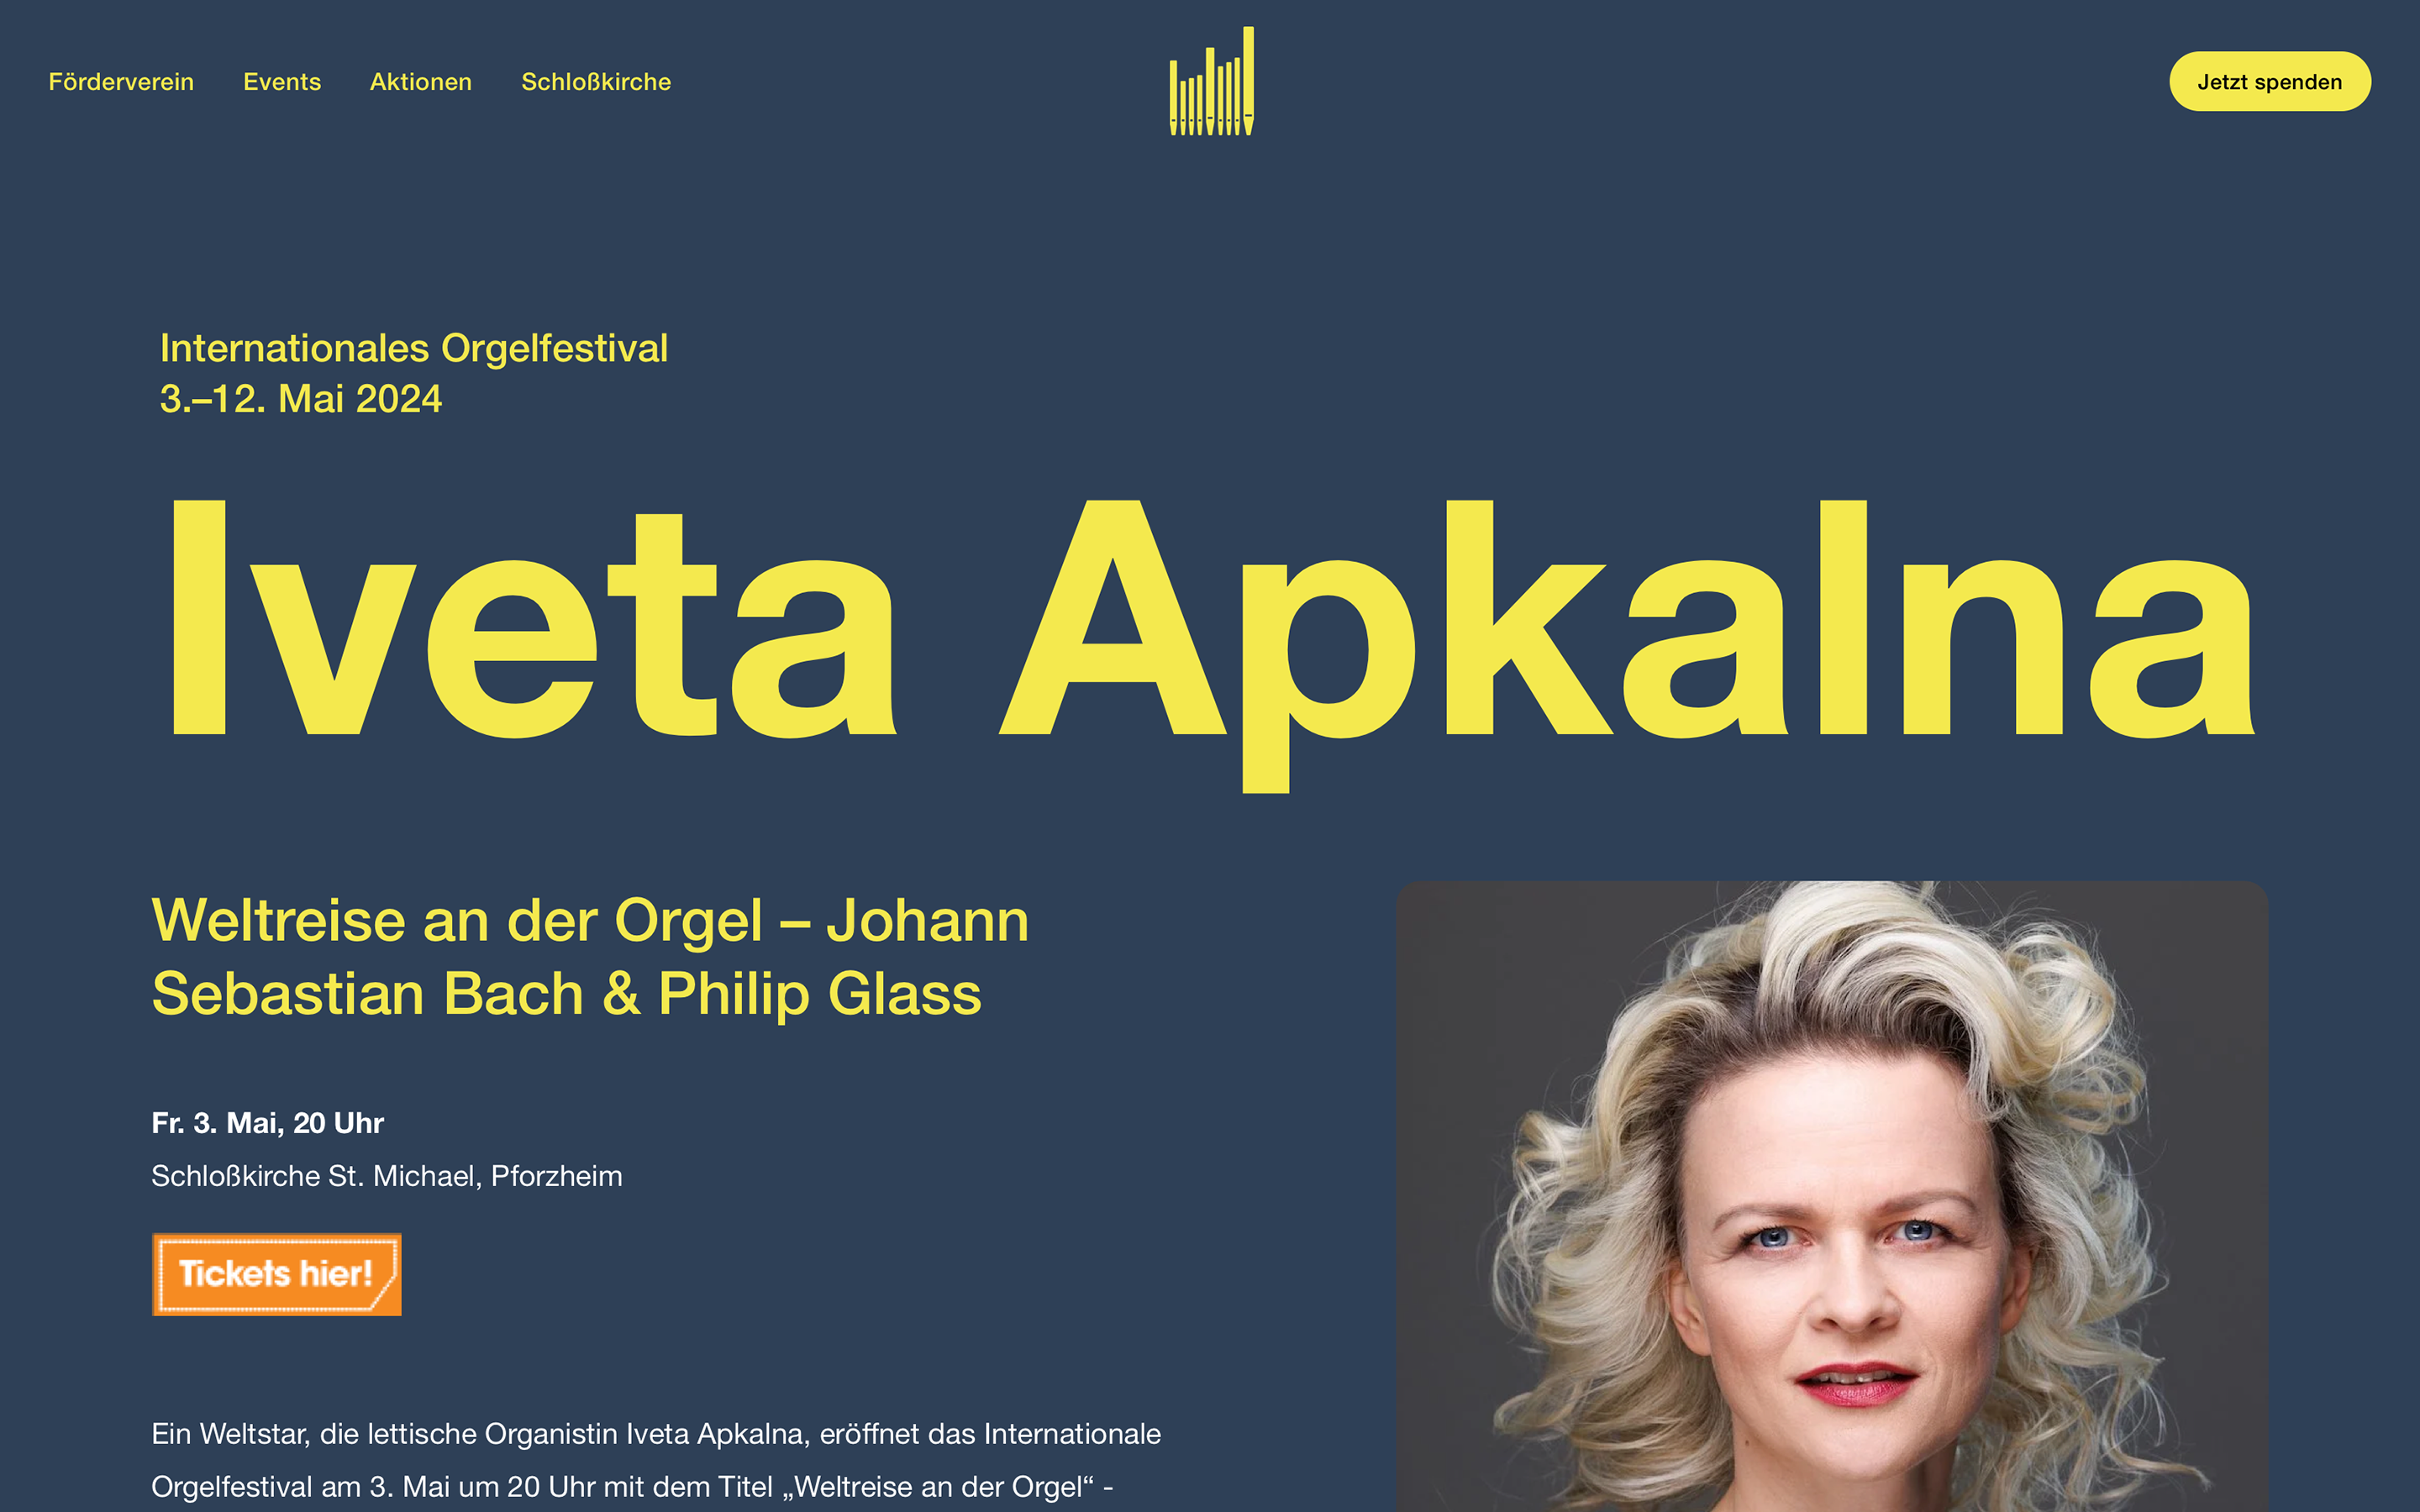 Förderverein Events Aktionen Schloßkirche Jetzt spenden
Internationales Orgelfestival
3.–12. Mai 2024
Iveta Apkalna
Weltreise an der Orgel – Johann
Sebastian Bach & Philip Glass
Fr. 3. Mai, 20 Uhr
Schloßkirche St. Michael, Pforzheim
Tickets hier!
Ein Weltstar, die lettische Organistin Iveta Apkalna, eröffnet das Internationale
Orgelfestival am 3. Mai um 20 Uhr mit dem Titel „Weltreise an der Orgel“ -